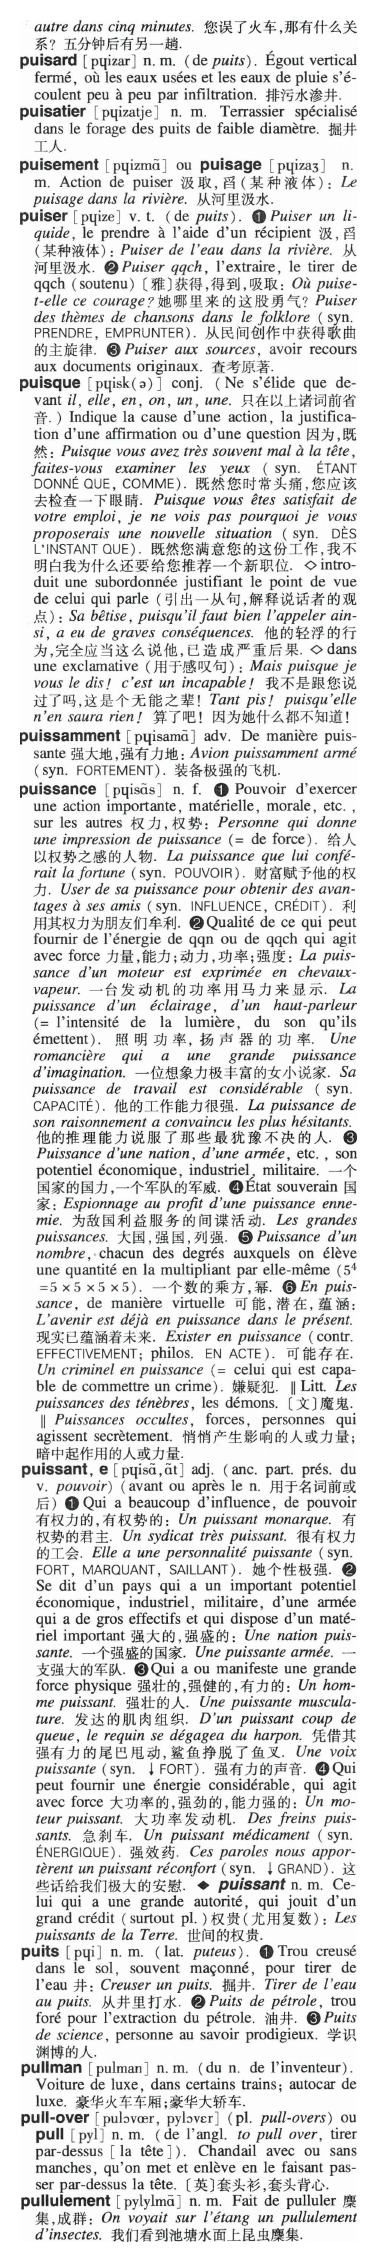 autre dans cinq minutes. 您误了火车,那有什么关
系? 五分钟后有另一趟.
puisard [pɥizar] n. m. (de puits). Égout vertical
fermé, où les eaux usées et les eaux de pluie s'é-
coulent peu à peu par infiltration. 排污水渗井.
puisatier [pɥizatje] n. m. Terrassier spécialisé
dans le forage des puits de faible diamètre. 掘井
工人.
puisement [pɥizmɑ̃] ou puisage [pɥizaʒ] n.
m. Action de puiser 汲取,舀(某种液体): Le
puisage dans la rivière. 从河里汲水.
puiser [pɥize] v. t. (de puits). ❶ Puiser un li-
quide, le prendre à l'aide d'un récipient 汲,舀
(某种液体): Puiser de l'eau dans la rivière. 从
河里汲水. ❷ Puiser qqch, l'extraire, le tirer de
qqch (soutenu) [雅]获得,得到,吸取: Où puise-
t-elle ce courage? 她哪里来的这股勇气? Puiser
des thèmes de chansons dans le folklore (syn.
PRENDRE, EMPRUNTER). 从民间创作中获得歌曲
的主旋律. ❸ Puiser aux sources, avoir recours
aux documents originaux. 查考原著.
puisque [pɥisk(ə)] conj. (Ne s'élide que de-
vant il, elle, en, on, un, une. 只在以上诸词前省
音.) Indique la cause d'une action, la justifica-
tion d'une affirmation ou d'une question 因为,既
然: Puisque vous avez très souvent mal à la tête,
faites-vous examiner les yeux (syn. ÉTANT
DONNÉ QUE, COMME). 既然您时常头痛,您应该
去检查一下眼睛. Puisque vous êtes satisfait de
votre emploi, je ne vois pas pourquoi je vous
proposerais une nouvelle situation (syn. DÈS
L'INSTANT QUE). 既然您满意您的这份工作,我不
明白我为什么还要给您推荐一个新职位. ◇ intro-
duit une subordonnée justifiant le point de vue
de celui qui parle (引出一从句,解释说话者的观
点): Sa bêtise, puisqu'il faut bien l'appeler ain-
si, a eu de graves conséquences. 他的轻浮的行
为,完全应当这么说他,已造成严重后果. ◇ dans
une exclamative (用于感叹句): Mais puisque je
vous le dis! c'est un incapable! 我不是跟您说
过了吗,这是个无能之辈! Tant pis! puisqu'elle
n'en saura rien! 算了吧! 因为她什么都不知道!
puissamment [pɥisamɑ̃] adv. De manière puis-
sante 强大地,强有力地: Avion puissamment armé
(syn. FORTEMENT). 装备极强的飞机.
puissance [pɥisɑ̃s] n. f. ❶ Pouvoir d'exercer
une action importante, matérielle, morale, etc.,
sur les autres 权力,权势: Personne qui donne
une impression de puissance (= de force). 给人
以权势之感的人物. La puissance que lui confé-
rait la fortune (syn. POUVOIR). 财富赋予他的权
力. User de sa puissance pour obtenir des avan-
tages à ses amis (syn. INFLUENCE, CRÉDIT). 利
用其权力为朋友们牟利. ❷ Qualité de ce qui peut
fournir de l'énergie de qqn ou de qqch qui agit
avec force 力量,能力;动力,功率;强度: La puis-
sance d'un moteur est exprimée en chevaux-
vapeur. 一台发动机的功率用马力来显示. La
puissance d'un éclairage, d'un haut-parleur
(= l'intensité de la lumière, du son qu'ils
émettent). 照明功率,扬声器的功率. Une
romancière qui a une grande puissance
d'imagination. 一位想象力极丰富的女小说家. Sa
puissance de travail est considérable (syn.
CAPACITÉ). 他的工作能力很强. La puissance de
son raisonnement a convaincu les plus hésitants.
他的推理能力说服了那些最犹豫不决的人. ❸
Puissance d'une nation, d'une armée, etc., son
potentiel économique, industriel, militaire. 一个
国家的国力,一个军队的军威. ❹ État souverain 国
家: Espionnage au profit d'une puissance enne-
mie. 为敌国利益服务的间谍活动. Les grandes
puissances. 大国,强国,列强. ❺ Puissance d'un
nombre, chacun des degrés auxquels on élève
une quantité en la multipliant par elle-même (5⁴
=5×5×5×5). 一个数的乘方,幂. ❻ En puis-
sance, de manière virtuelle 可能,潜在,蕴涵:
L'avenir est déjà en puissance dans le présent.
现实已蕴涵着未来. Exister en puissance (contr.
EFFECTIVEMENT; philos. EN ACTE). 可能存在.
Un criminel en puissance (= celui qui est capa-
ble de commettre un crime). 嫌疑犯. ‖ Litt. Les
puissances des ténèbres, les démons. [文]魔鬼.
‖ Puissances occultes, forces, personnes qui
agissent secrètement. 悄悄产生影响的人或力量;
暗中起作用的人或力量.
puissant, e [pɥisɑ̃, ɑ̃t] adj. (anc. part. prés. du
v. pouvoir) (avant ou après le n. 用于名词前或
后) ❶ Qui a beaucoup d'influence, de pouvoir
有权力的,有权势的: Un puissant monarque. 有
权势的君主. Un sydicat très puissant. 很有权力
的工会. Elle a une personnalité puissante (syn.
FORT, MARQUANT, SAILLANT). 她个性极强. ❷
Se dit d'un pays qui a un important potentiel
économique, industriel, militaire, d'une armée
qui a de gros effectifs et qui dispose d'un maté-
riel important 强大的,强盛的: Une nation puis-
sante. 一个强盛的国家. Une puissante armée. 一
支强大的军队. ❸ Qui a ou manifeste une grande
force physique 强壮的,强健的,有力的: Un hom-
me puissant. 强壮的人. Une puissante muscula-
ture. 发达的肌肉组织. D'un puissant coup de
queue, le requin se dégagea du harpon. 凭借其
强有力的尾巴甩动,鲨鱼挣脱了鱼叉. Une voix
puissante (syn. ↓ FORT). 强有力的声音. ❹ Qui
peut fournir une énergie considérable, qui agit
avec force 大功率的,强劲的,能力强的: Un mo-
teur puissant. 大功率发动机. Des freins puis-
sants. 急刹车. Un puissant médicament (syn.
ÉNERGIQUE). 强效药. Ces paroles nous appor-
tèrent un puissant réconfort (syn. ↓ GRAND). 这
些话给我们极大的安慰. ◆ puissant n. m. Ce-
lui qui a une grande autorité, qui jouit d'un
grand crédit (surtout pl.) 权贵(尤用复数): Les
puissants de la Terre. 世间的权贵.
puits [pɥi] n. m. (lat. puteus). ❶ Trou creusé
dans le sol, souvent maçonné, pour tirer de
l'eau 井: Creuser un puits. 掘井. Tirer de l'eau
au puits. 从井里打水. ❷ Puits de pétrole, trou
foré pour l'extraction du pétrole. 油井. ❸ Puits
de science, personne au savoir prodigieux. 学识
渊博的人.
pullman [pulman] n. m. (du n. de l'inventeur).
Voiture de luxe, dans certains trains; autocar de
luxe. 豪华火车车厢;豪华大轿车.
pull-over [pulɔvœr, pylɔvɛr] (pl. pull-overs) ou
pull [pyl] n. m. (de l'angl. to pull over, tirer
par-dessus [la tête]). Chandail avec ou sans
manches, qu'on met et enlève en le faisant pas-
ser par-dessus la tête. [英]套头衫,套头背心.
pullulement [pylylmɑ̃] n. m. Fait de pulluler 麇
集,成群: On voyait sur l'étang un pullulement
d'insectes. 我们看到池塘水面上昆虫麇集.